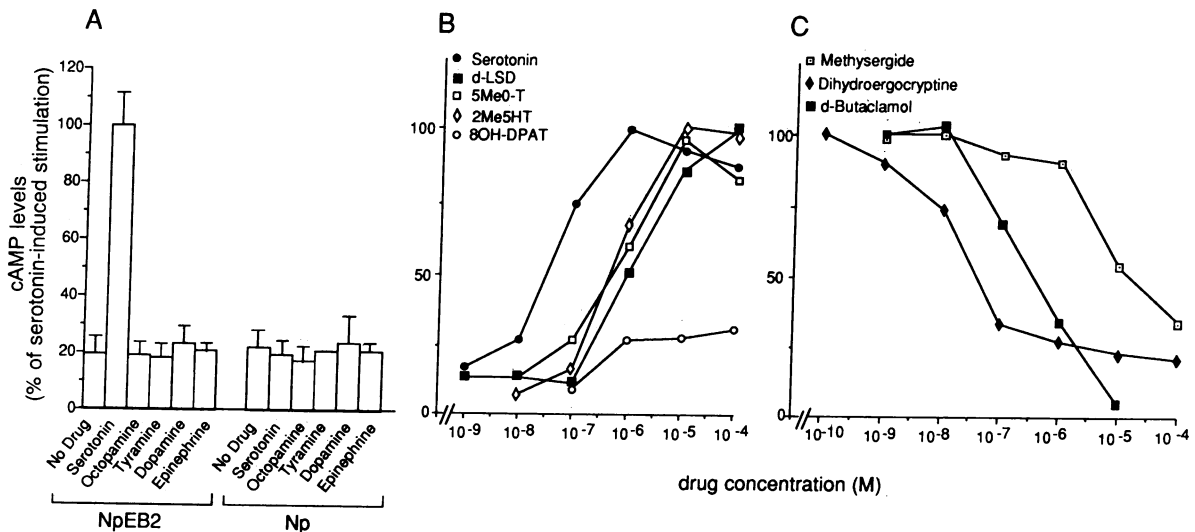 A
B
C
cAMP levels
(% of serotonin-induced stimulation)
120
100
80
60
40
20
0
No Drug
Serotonin
Octopamine
Tyramine
Dopamine
Epinephrine
No Drug
Serotonin
Octopamine
Tyramine
Dopamine
Epinephrine
NpEB2
Np
Serotonin
d-LSD
5Me0-T
2Me5HT
8OH-DPAT
100
50
0
10-9
10-8
10-7
10-6
10-5
10-4
Methysergide
Dihydroergocryptine
d-Butaclamol
100
50
0
10-10
10-9
10-8
10-7
10-6
10-5
10-4
drug concentration (M)